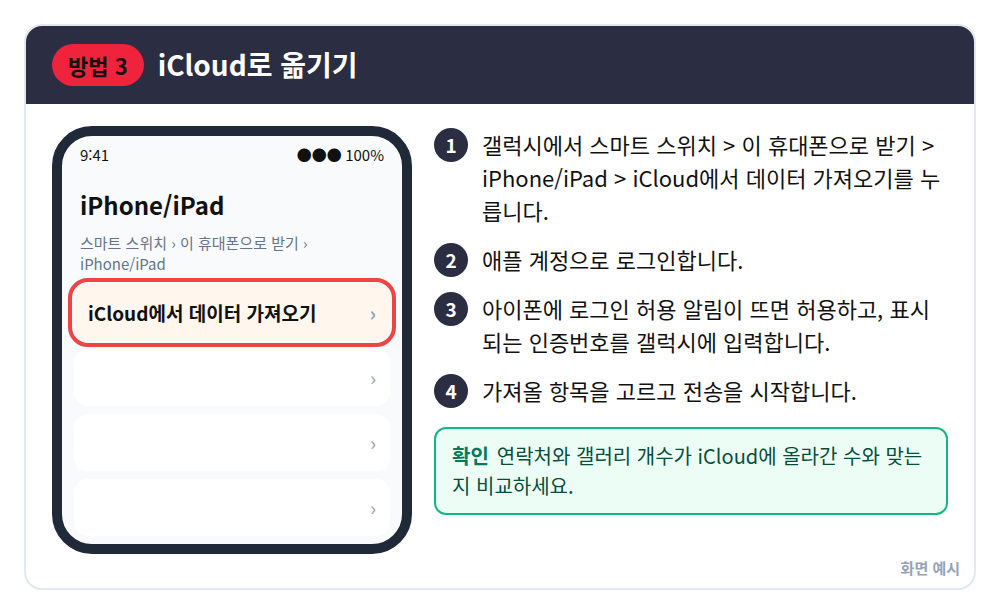 방법 3 iCloud로 옮기기
9:41 ●●● 100%
iPhone/iPad
스마트 스위치 › 이 휴대폰으로 받기 ›
iPhone/iPad
iCloud에서 데이터 가져오기 ›
›
›
›
1 갤럭시에서 스마트 스위치 > 이 휴대폰으로 받기 >
iPhone/iPad > iCloud에서 데이터 가져오기를 누
릅니다.
2 애플 계정으로 로그인합니다.
3 아이폰에 로그인 허용 알림이 뜨면 허용하고, 표시
되는 인증번호를 갤럭시에 입력합니다.
4 가져올 항목을 고르고 전송을 시작합니다.
확인 연락처와 갤러리 개수가 iCloud에 올라간 수와 맞는
지 비교하세요.
화면 예시